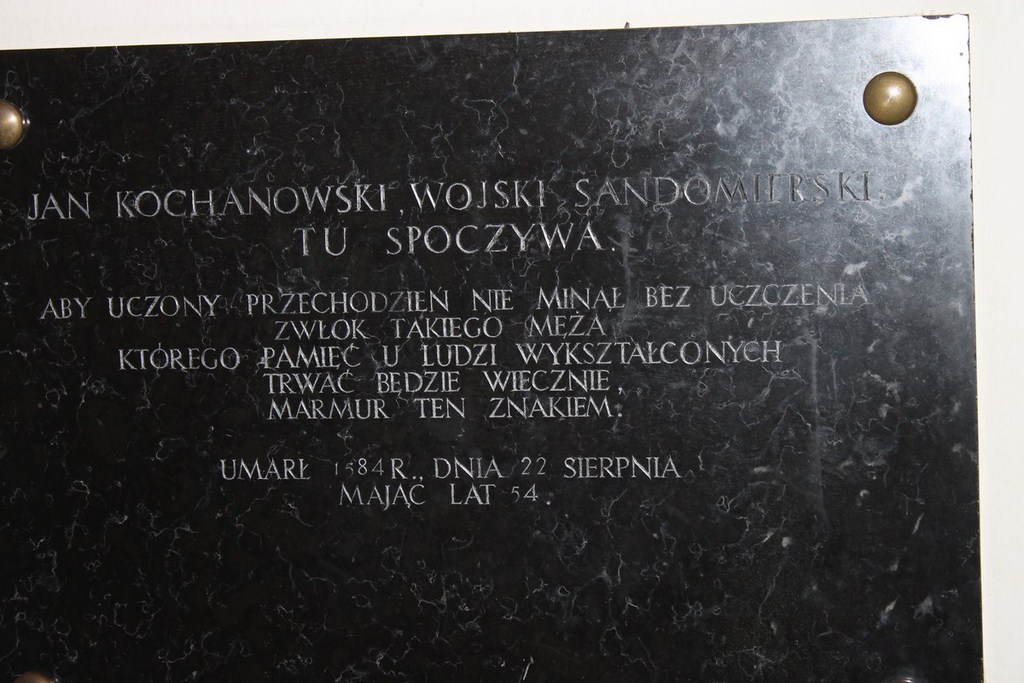 JAN KOCHANOWSKI, WOJSKI SANDOMIERSKI.
TU SPOCZYWA.
ABY UCZONY PRZECHODZIEŃ NIE MINĄŁ BEZ UCZCZENIA
ZWŁOK TAKIEGO MĘŻA
KTÓREGO PAMIĘĆ U LUDZI WYKSZTAŁCONYCH
TRWAĆ BĘDZIE WIECZNIE,
MARMUR TEN ZNAKIEM.
UMARŁ 1584 R., DNIA 22 SIERPNIA
MAJĄC LAT 54.